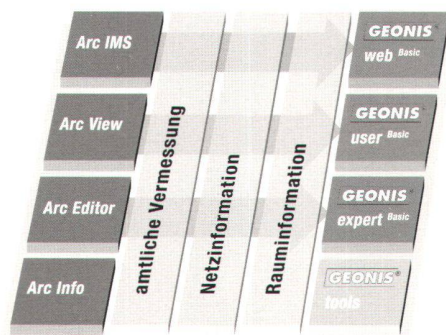 Arc IMS
Arc View
Arc Editor
Arc Info
amtliche Vermessung
Netzinformation
Rauminformation
GEONIS®
web Basic
GEONIS®
user Basic
GEONIS®
expert Basic
GEONIS®
tools